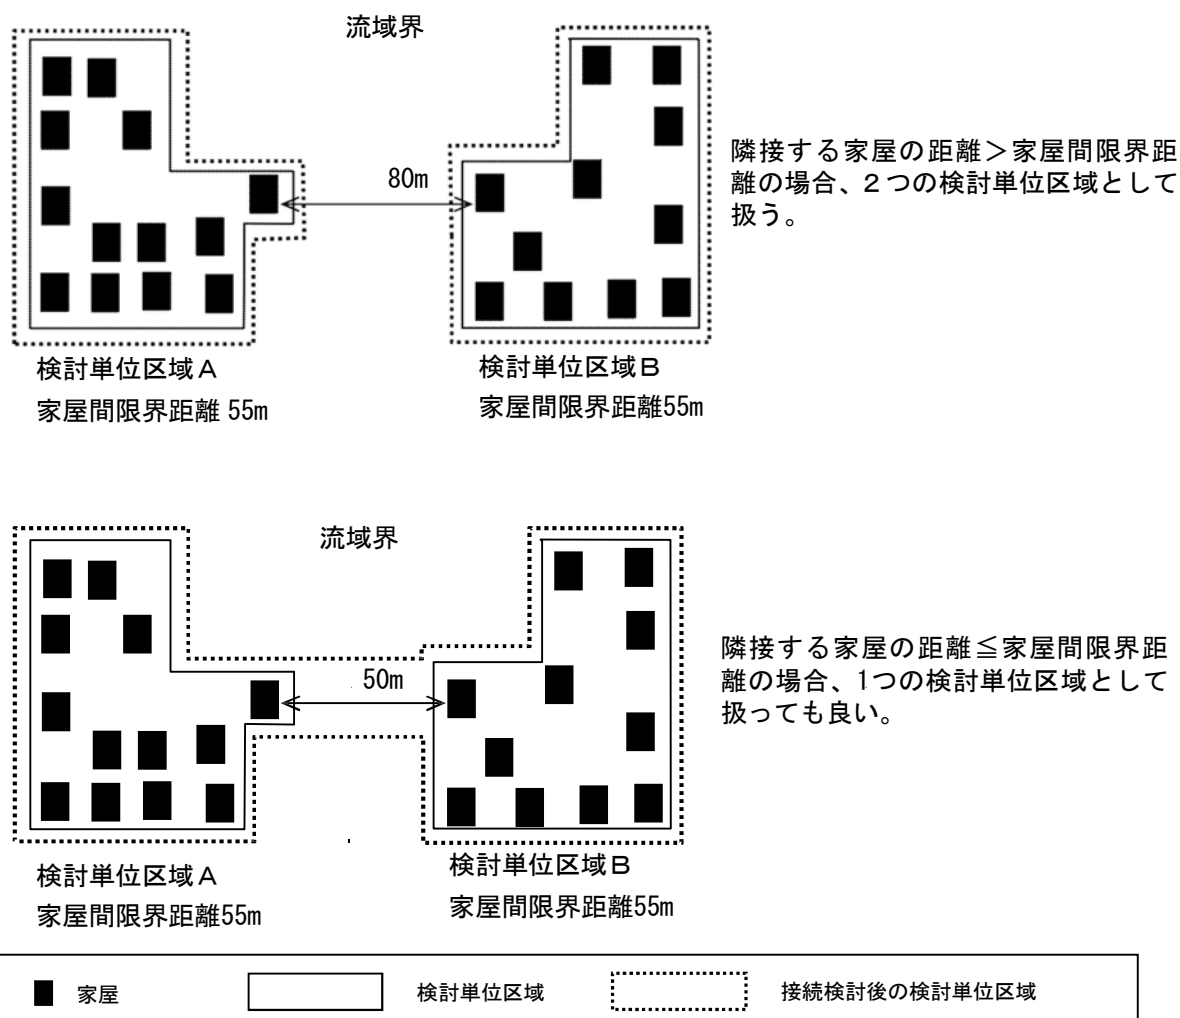 流域界
80m
隣接する家屋の距離＞家屋間限界距
離の場合、２つの検討単位区域として
扱う。
検討単位区域Ａ
家屋間限界距離 55m
検討単位区域Ｂ
家屋間限界距離55m
流域界
50m
隣接する家屋の距離≦家屋間限界距
離の場合、1つの検討単位区域として
扱っても良い。
検討単位区域Ａ
家屋間限界距離55m
検討単位区域Ｂ
家屋間限界距離55m
家屋
検討単位区域
接続検討後の検討単位区域